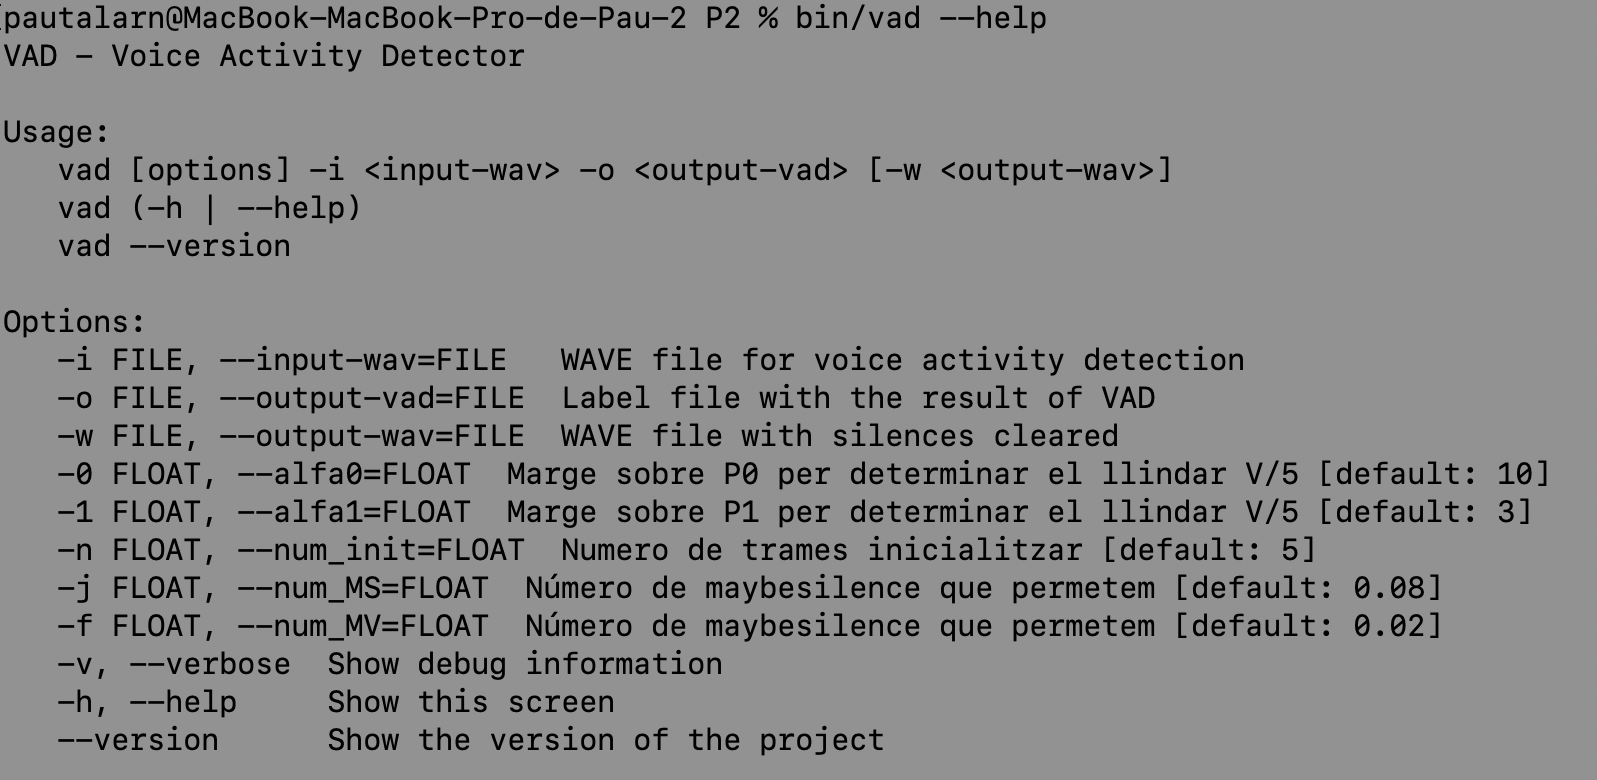 pautalarn@MacBook-MacBook-Pro-de-Pau-2 P2 % bin/vad --help
VAD - Voice Activity Detector
Usage:
vad [options] -i <input-wav> -o <output-vad> [-w <output-wav>]
vad (-h | --help)
vad --version
Options:
-i FILE, --input-wav=FILE   WAVE file for voice activity detection
-o FILE, --output-vad=FILE  Label file with the result of VAD
-w FILE, --output-wav=FILE  WAVE file with silences cleared
-0 FLOAT, --alfa0=FLOAT  Marge sobre P0 per determinar el llindar V/5 [default: 10]
-1 FLOAT, --alfa1=FLOAT  Marge sobre P1 per determinar el llindar V/5 [default: 3]
-n FLOAT, --num_init=FLOAT  Numero de trames inicialitzar [default: 5]
-j FLOAT, --num_MS=FLOAT  Número de maybesilence que permetem [default: 0.08]
-f FLOAT, --num_MV=FLOAT  Número de maybesilence que permetem [default: 0.02]
-v, --verbose  Show debug information
-h, --help     Show this screen
--version      Show the version of the project